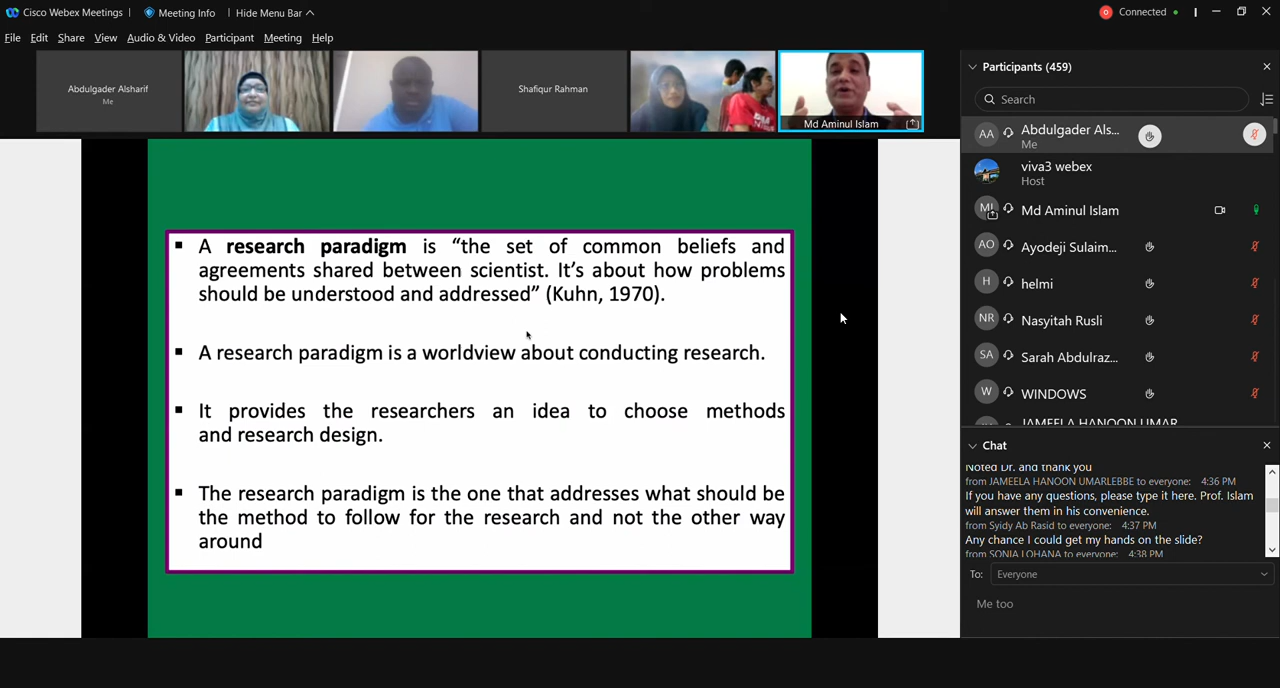 Cisco Webex Meetings
Meeting Info
Hide Menu Bar
Connected
File Edit Share View Audio & Video Participant Meeting Help
Abdulgader Alsharif
Me
Shafiqur Rahman
Md Aminul Islam
A research paradigm is “the set of common beliefs and
agreements shared between scientist. It’s about how problems
should be understood and addressed” (Kuhn, 1970).
A research paradigm is a worldview about conducting research.
It provides the researchers an idea to choose methods
and research design.
The research paradigm is the one that addresses what should be
the method to follow for the research and not the other way
around
Participants (459)
Search
AA Abdulgader Als...
Me
viva3 webex
Host
MI Md Aminul Islam
AO Ayodeji Sulaim...
H helmi
NR Nasyitah Rusli
SA Sarah Abdulraz...
W WINDOWS
JAMEELA HANOON UMAR
Chat
Noted Dr. and thank you
from JAMEELA HANOON UMARLEBBE to everyone: 4:36 PM
If you have any questions, please type it here. Prof. Islam
will answer them in his convenience.
from Syidy Ab Rasid to everyone: 4:37 PM
Any chance I could get my hands on the slide?
from SONIA LOHANA to everyone: 4:38 PM
To: Everyone
Me too